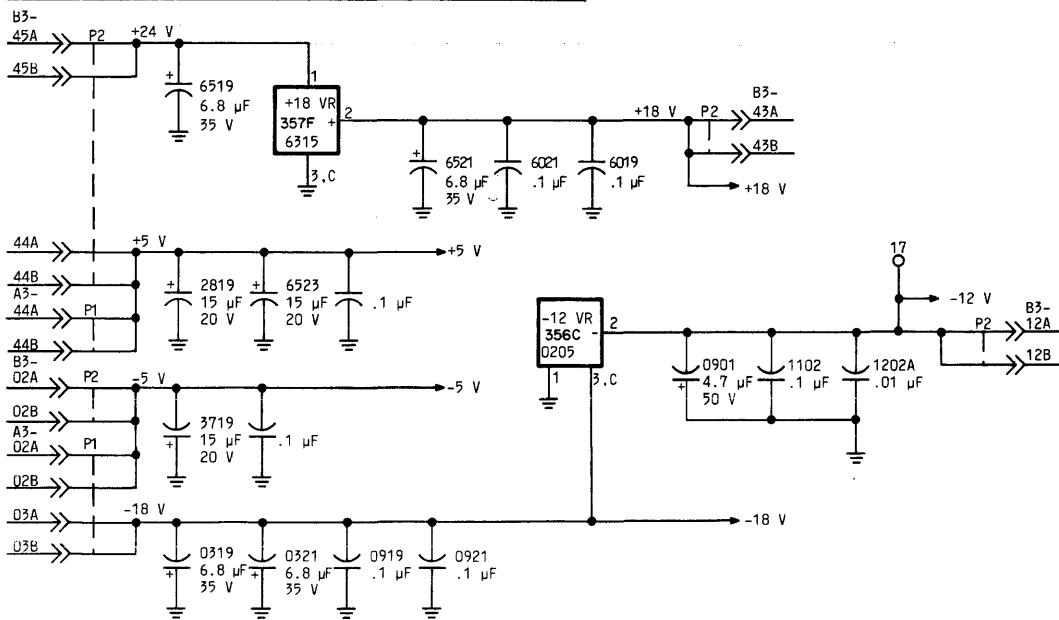 B3-
45A
P2
+24 V
45B
+
6519
6.8 µF
35 V
1
+18 VR
357F
+
6315
2
3,C
+
6521
6.8 µF
35 V
6021
.1 µF
6019
.1 µF
+18 V
P2
B3-
43A
43B
+18 V
44A
+5 V
+5 V
44B
A3-
44A
P1
44B
+
2819
15 µF
20 V
+
6523
15 µF
20 V
.1 µF
B3-
02A
P2
-5 V
-5 V
02B
A3-
02A
P1
02B
+
3719
15 µF
20 V
.1 µF
03A
-18 V
03B
+
0319
6.8 µF
35 V
+
0321
6.8 µF
35 V
0919
.1 µF
0921
.1 µF
-12 VR
356C
-
0205
2
1
3,C
-18 V
17
-12 V
P2
B3-
12A
12B
+
0901
4.7 µF
50 V
1102
.1 µF
1202A
.01 µF